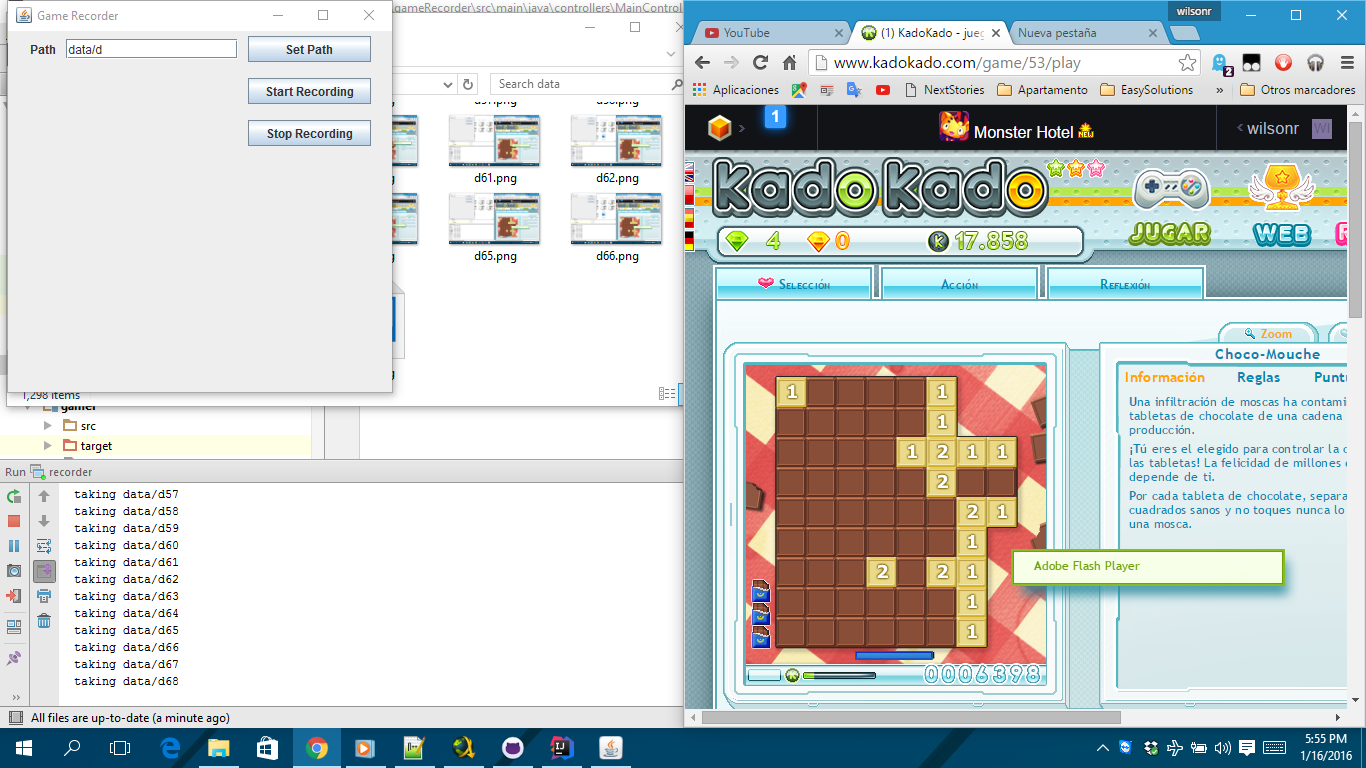 Game Recorder
Path data/d Set Path
Start Recording
Stop Recording
.gameRecorder\src\main\java\controllers\MainControl
Search data
d61.png d62.png
d65.png d66.png
1,298 items
gamer
src
target
Run recorder
taking data/d57
taking data/d58
taking data/d59
taking data/d60
taking data/d61
taking data/d62
taking data/d63
taking data/d64
taking data/d65
taking data/d66
taking data/d67
taking data/d68
All files are up-to-date (a minute ago)
wilsonr
YouTube (1) KadoKado - jueg Nueva pestaña
www.kadokado.com/game/53/play
2
Aplicaciones NextStories Apartamento EasySolutions » Otros marcadores
1 Monster Hotel NEW wilsonr WI
kadokado
4 0 K 17.858 JUGAR WEB
Selección Acción Reflexión
Zoom
Choco-Mouche
Información Reglas Puntu
Una infiltración de moscas ha contami
tabletas de chocolate de una cadena
producción.
¡Tú eres el elegido para controlar la c
las tabletas! La felicidad de millones
depende de ti.
Por cada tableta de chocolate, separa
cuadrados sanos y no toques nunca lo
una mosca.
1 1
1
1 2 1 1
2
2 1
1
2 2 1
1
1
0006398
Adobe Flash Player
5:55 PM
1/16/2016